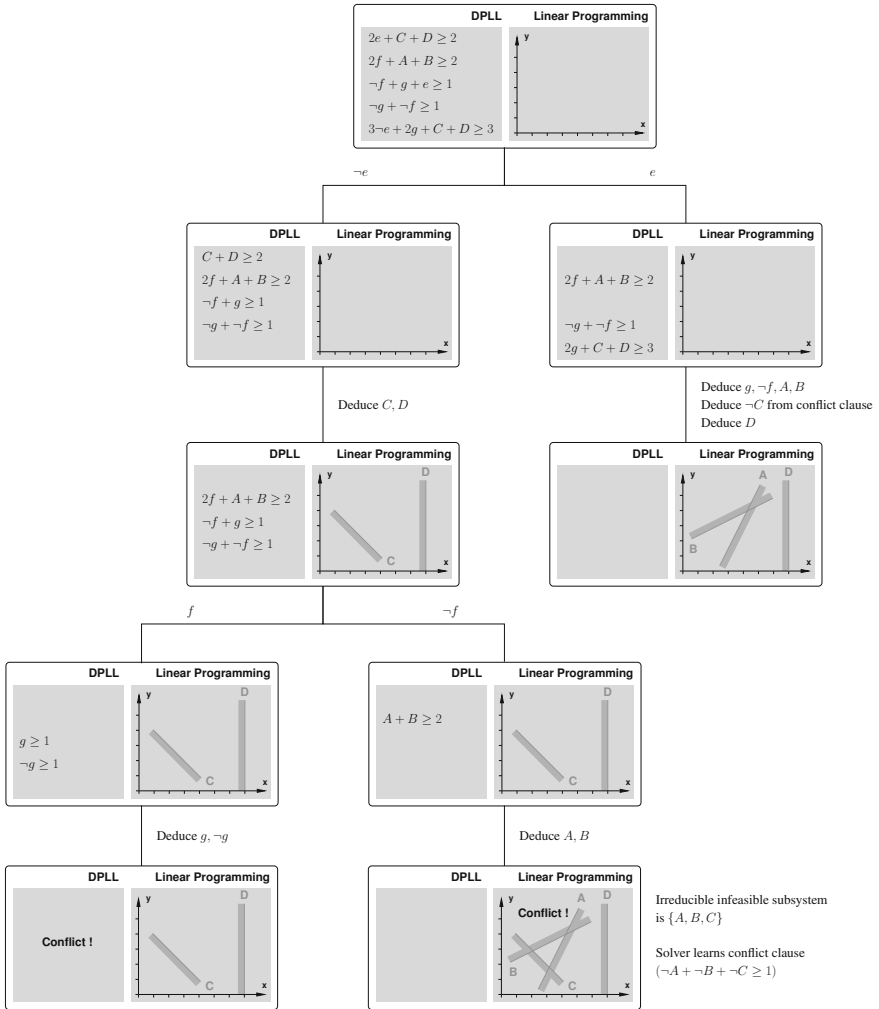 DPLL Linear Programming
2e + C + D ≥ 2
2f + A + B ≥ 2
¬f + g + e ≥ 1
¬g + ¬f ≥ 1
3¬e + 2g + C + D ≥ 3
y
x
¬e
e
DPLL Linear Programming
C + D ≥ 2
2f + A + B ≥ 2
¬f + g ≥ 1
¬g + ¬f ≥ 1
y
x
DPLL Linear Programming
2f + A + B ≥ 2
¬g + ¬f ≥ 1
2g + C + D ≥ 3
y
x
Deduce C, D
Deduce g, ¬f, A, B
Deduce ¬C from conflict clause
Deduce D
DPLL Linear Programming
2f + A + B ≥ 2
¬f + g ≥ 1
¬g + ¬f ≥ 1
y
D
C
x
DPLL Linear Programming
y
A
D
B
x
f
¬f
DPLL Linear Programming
g ≥ 1
¬g ≥ 1
y
D
C
x
DPLL Linear Programming
A + B ≥ 2
y
D
C
x
Deduce g, ¬g
Deduce A, B
DPLL Linear Programming
Conflict !
y
D
C
x
DPLL Linear Programming
y
Conflict !
A
D
B
C
x
Irreducible infeasible subsystem
is {A, B, C}
Solver learns conflict clause
(¬A + ¬B + ¬C ≥ 1)